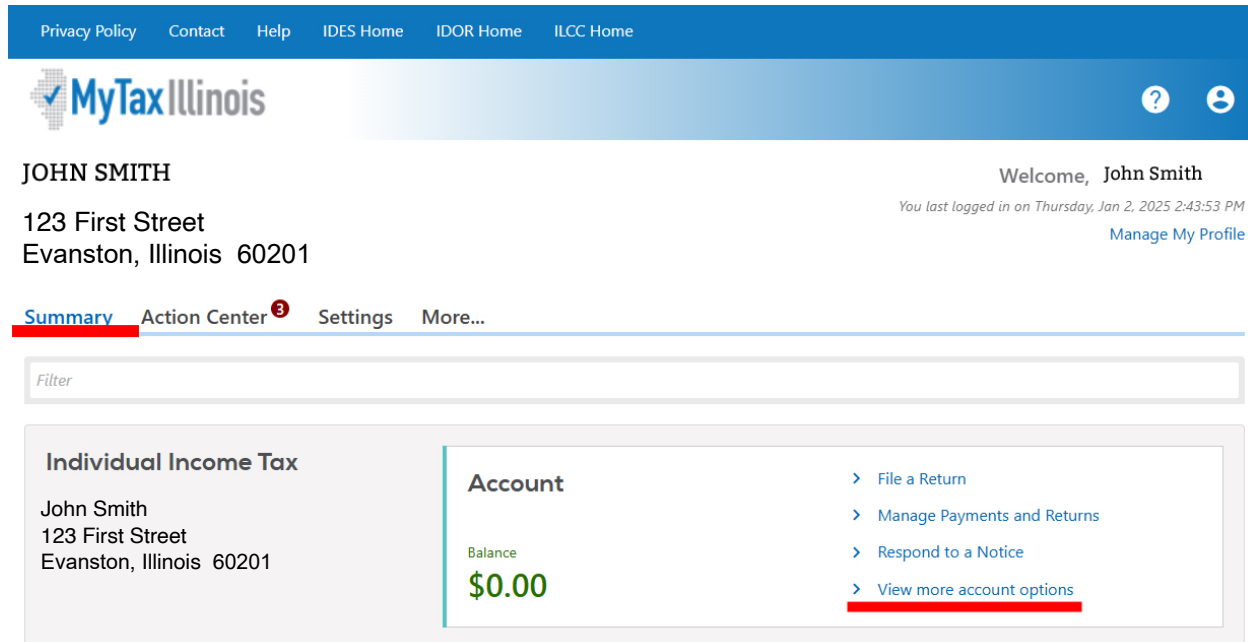 Privacy Policy Contact Help IDES Home IDOR Home ILCC Home
MyTax Illinois
?
JOHN SMITH
Welcome, John Smith
You last logged in on Thursday, Jan 2, 2025 2:43:53 PM
123 First Street
Manage My Profile
Evanston, Illinois 60201
Summary Action Center 3 Settings More...
Filter
Individual Income Tax
John Smith
123 First Street
Evanston, Illinois 60201
Account
Balance
$0.00
File a Return
Manage Payments and Returns
Respond to a Notice
View more account options